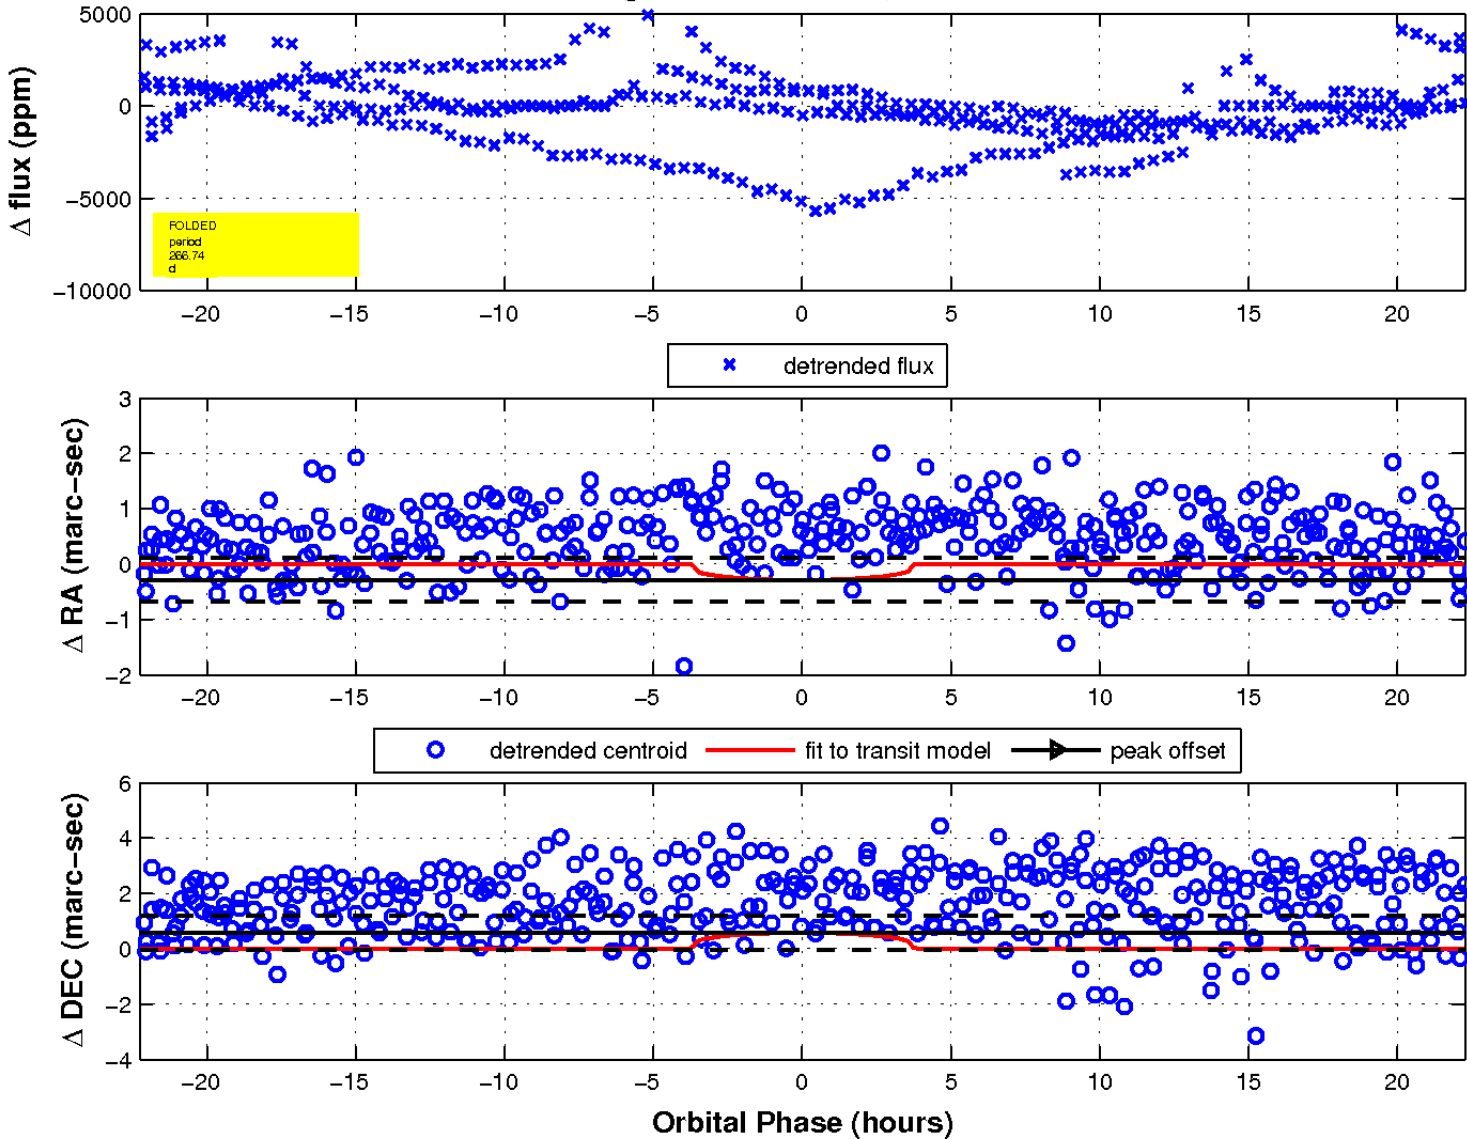 5000
0
−5000
−10000
Δ flux (ppm)
FOLDED
period
266.74
d
−20 −15 −10 −5 0 5 10 15 20
detrended flux
3
2
1
0
−1
−2
Δ RA (marc−sec)
−20 −15 −10 −5 0 5 10 15 20
detrended centroid fit to transit model peak offset
6
4
2
0
−2
−4
Δ DEC (marc−sec)
−20 −15 −10 −5 0 5 10 15 20
Orbital Phase (hours)